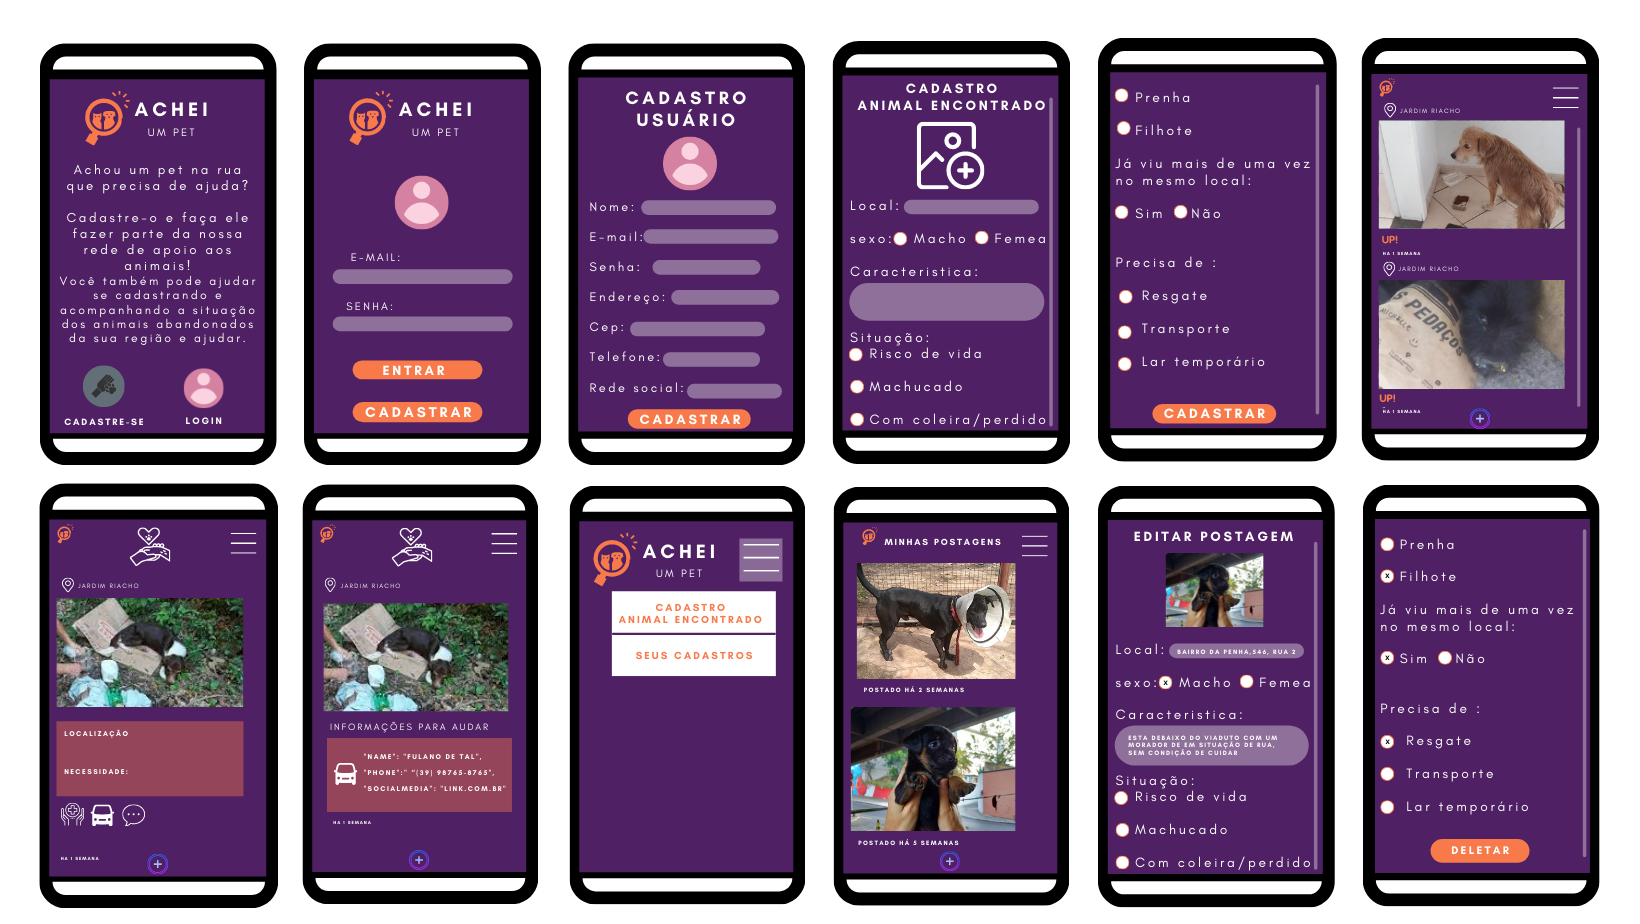 ACHEI
UM PET
Achou um pet na rua
que precisa de ajuda?
Cadastre-o e faça ele
fazer parte da nossa
rede de apoio aos
animais!
Você também pode ajudar
se cadastrando e
acompanhando a situação
dos animais abandonados
da sua região e ajudar.
CADASTRE-SE
LOGIN
ACHEI
UM PET
E-MAIL:
SENHA:
ENTRAR
CADASTRAR
CADASTRO
USUÁRIO
Nome:
E-mail:
Senha:
Endereço:
Cep:
Telefone:
Rede social:
CADASTRAR
CADASTRO
ANIMAL ENCONTRADO
Local:
sexo: Macho Femea
Caracteristica:
Situação:
Risco de vida
Machucado
Com coleira/perdido
Prenha
Filhote
Já viu mais de uma vez
no mesmo local:
Sim Não
Precisa de :
Resgate
Transporte
Lar temporário
CADASTRAR
JARDIM RIACHO
UP!
HA 1 SEMANA
JARDIM RIACHO
S PEDAÇO
UP!
HA 1 SEMANA
JARDIM RIACHO
LOCALIZAÇÃO
NECESSIDADE:
HA 1 SEMANA
JARDIM RIACHO
INFORMAÇÕES PARA AUDAR
"NAME": "FULANO DE TAL",
"PHONE":" "(39) 98765-8765",
"SOCIALMEDIA": "LINK.COM.BR"
HA 1 SEMANA
ACHEI
UM PET
CADASTRO
ANIMAL ENCONTRADO
SEUS CADASTROS
MINHAS POSTAGENS
POSTADO HÁ 2 SEMANAS
POSTADO HÁ 5 SEMANAS
EDITAR POSTAGEM
Local: BAIRRO DA PENHA,546, RUA 2
sexo: x Macho Femea
Caracteristica:
ESTA DEBAIXO DO VIADUTO COM UM
MORADOR DE EM SITUAÇÃO DE RUA,
SEM CONDIÇÃO DE CUIDAR
Situação:
Risco de vida
Machucado
Com coleira/perdido
Prenha
x Filhote
Já viu mais de uma vez
no mesmo local:
x Sim Não
Precisa de :
x Resgate
Transporte
Lar temporário
DELETAR